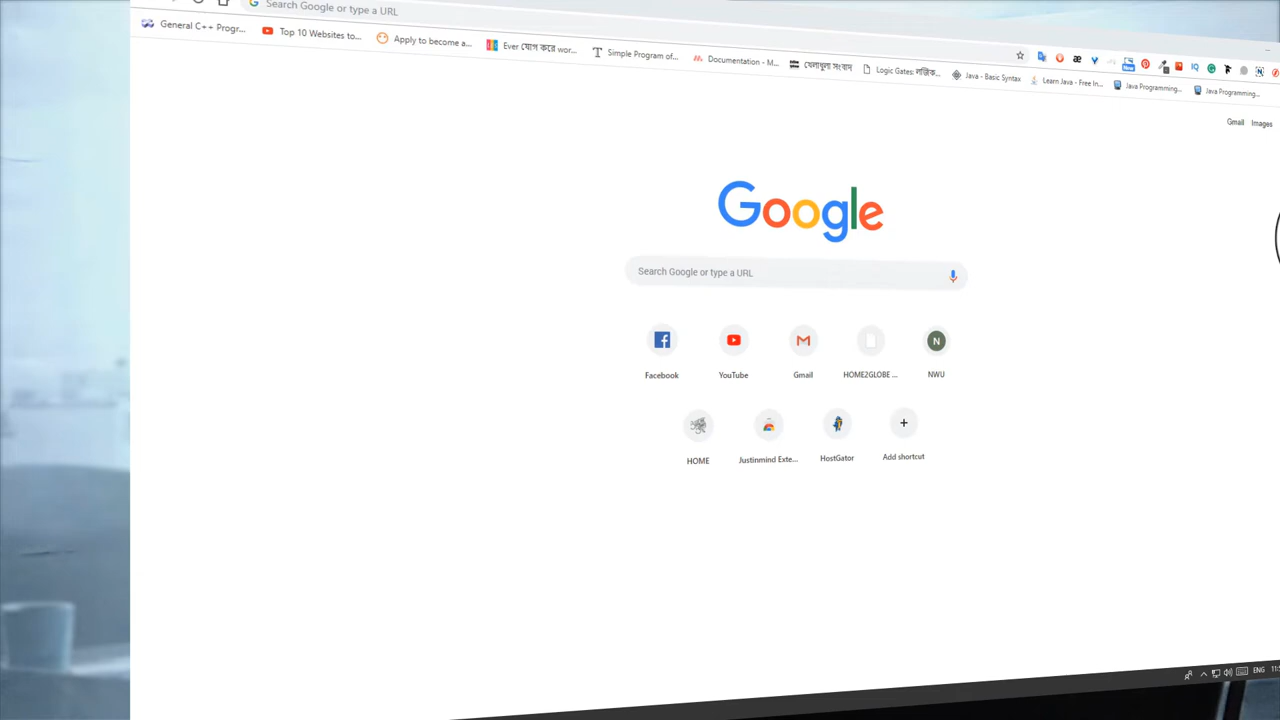 Search Google or type a URL
General C++ Progr...
Top 10 Websites to...
Apply to become a...
Ever যোগ করে wor...
Simple Program of...
Documentation - M...
খেলাধুলা সংবাদ
Logic Gates: লজিক...
Java - Basic Syntax
Learn Java - Free In...
Java Programming...
Java Programming...
Gmail Images
Google
Search Google or type a URL
Facebook
YouTube
Gmail
HOME2GLOBE ...
N
NWU
HOME
Justinmind Exte...
HostGator
Add shortcut
ENG